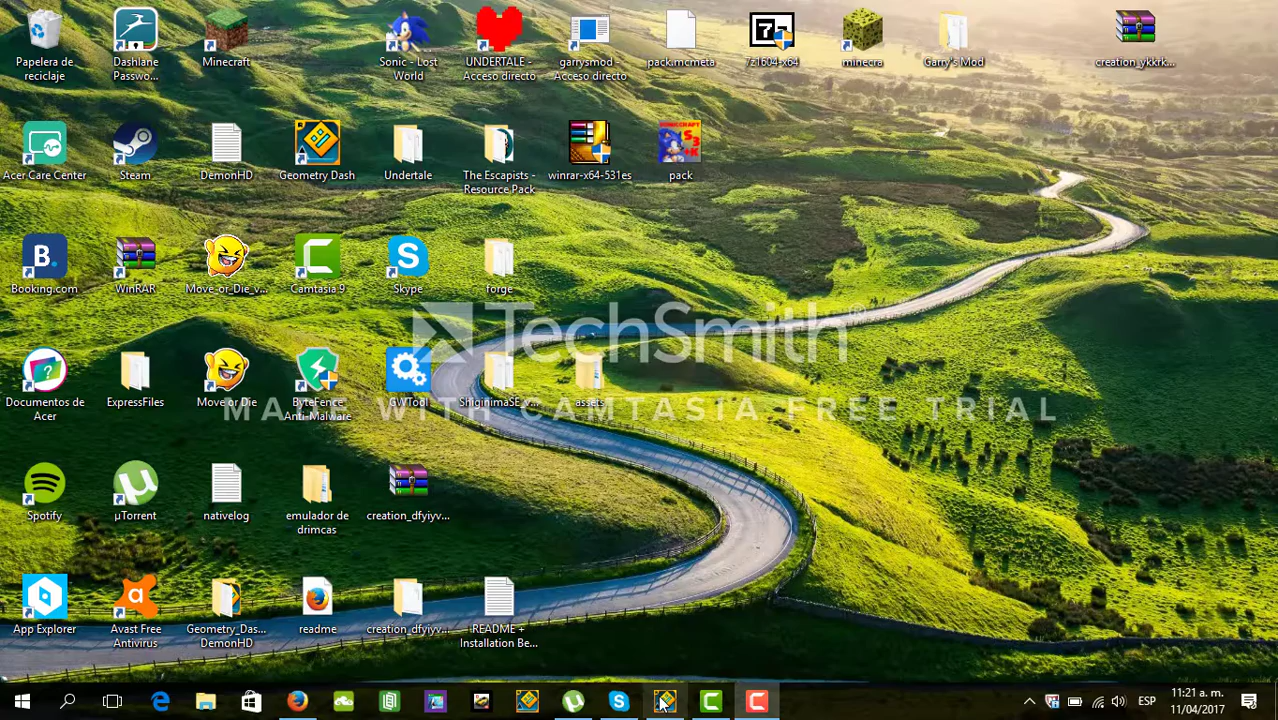 Papelera de reciclaje
Dashlane Passwo...
Minecraft
Sonic - Lost World
UNDERTALE - Acceso directo
garrysmod - Acceso directo
pack.mcmeta
7z1604-x64
minecra
Garry's Mod
creation_ykkrk...
Acer Care Center
Steam
DemonHD
Geometry Dash
Undertale
The Escapists - Resource Pack
winrar-x64-531es
pack
Booking.com
WinRAR
Move-or-Die_v...
Camtasia 9
Skype
forge
TechSmith®
MADE WITH CAMTASIA FREE TRIAL
Documentos de Acer
ExpressFiles
Move or Die
ByteFence Anti-Malware
GWTool
ShiginimaSE_v...
assets
Spotify
µTorrent
nativelog
emulador de drimcas
creation_dfyiyv...
App Explorer
Avast Free Antivirus
Geometry_Das... DemonHD
readme
creation_dfyiyv...
README + Installation Be...
ESP
11:21 a. m.
11/04/2017